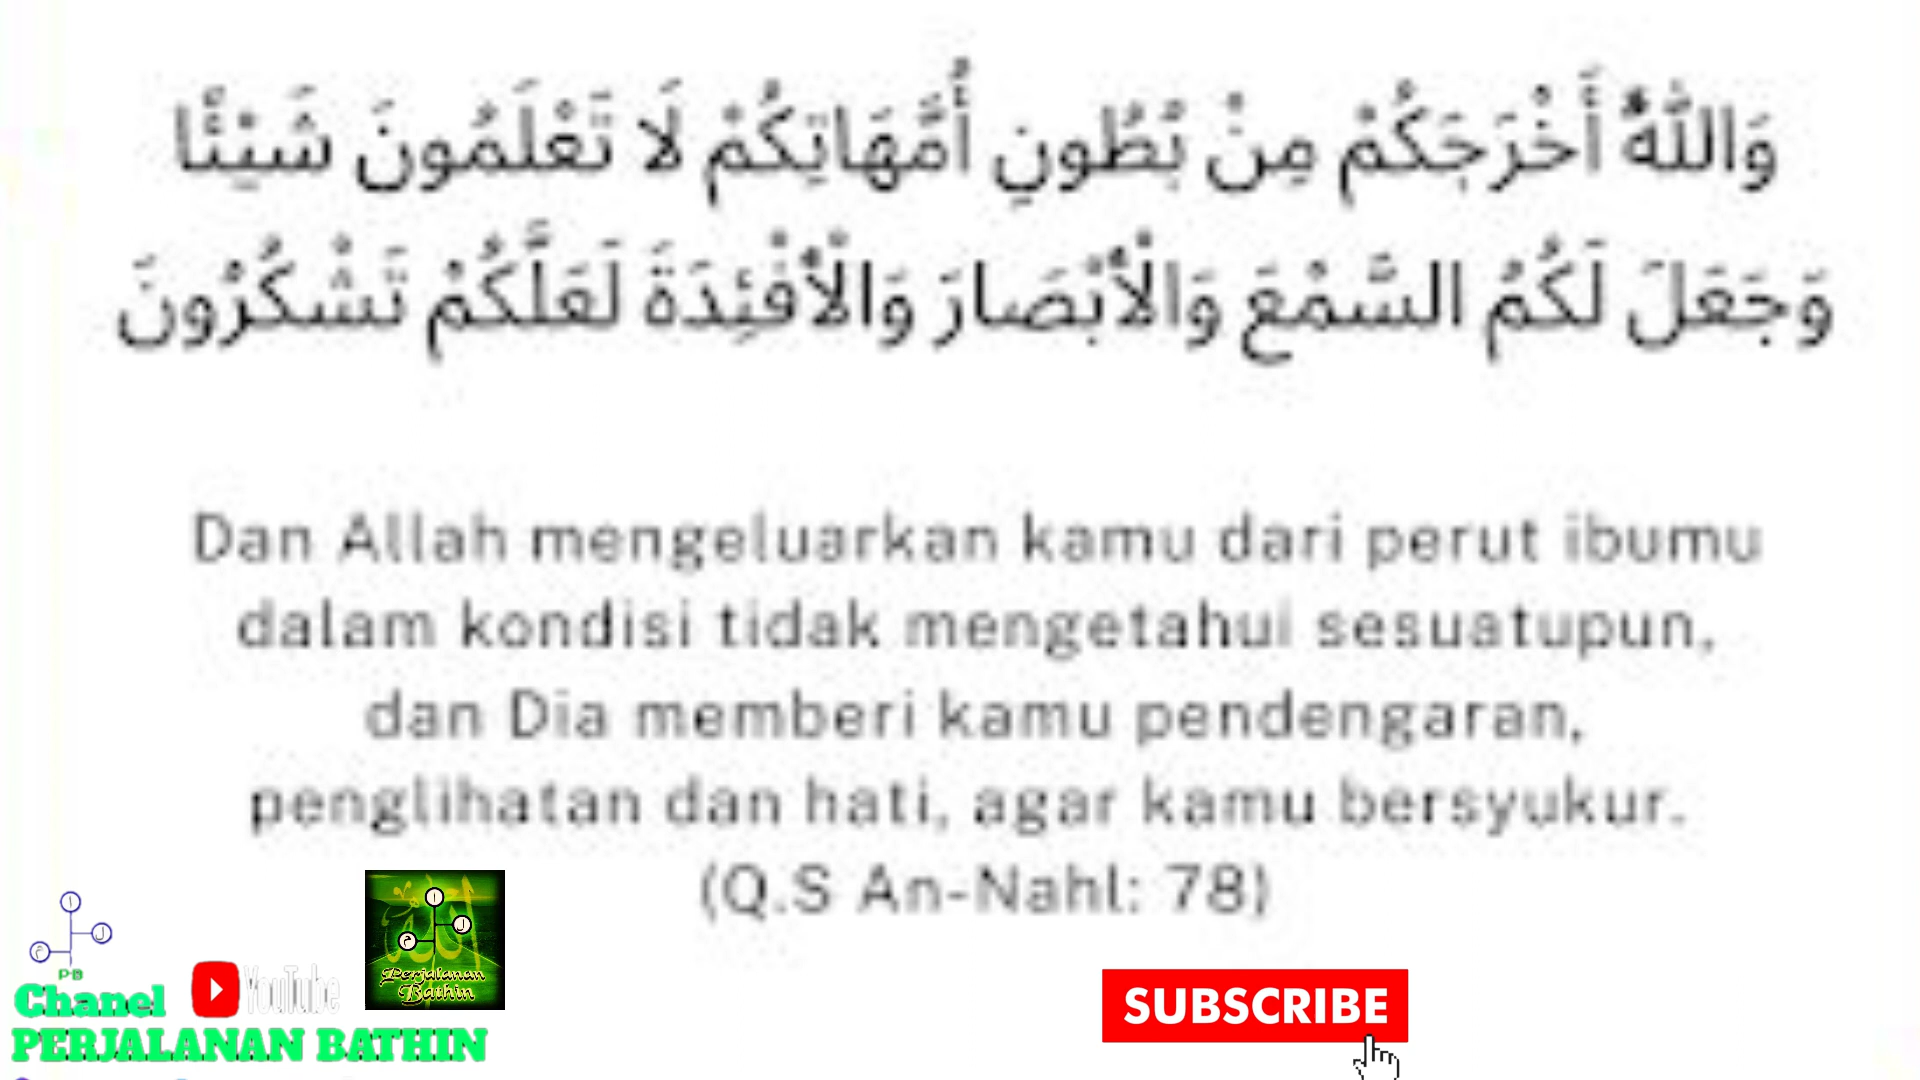 وَاللَّهُ أَخْرَجَكُمْ مِنْ بُطُونِ أُمَّهَاتِكُمْ لَا تَعْلَمُونَ شَيْئًا
وَجَعَلَ لَكُمُ السَّمْعَ وَالْأَبْصَارَ وَالْأَفْئِدَةَ لَعَلَّكُمْ تَشْكُرُونَ
Dan Allah mengeluarkan kamu dari perut ibumu
dalam kondisi tidak mengetahui sesuatupun,
dan Dia memberi kamu pendengaran,
penglihatan dan hati, agar kamu bersyukur.
(Q.S An-Nahl: 78)
ا
ل
م
P-B
Chanel
YouTube
PERJALANAN BATHIN
الله
ا
ل
م
Perjalanan
Bathin
SUBSCRIBE